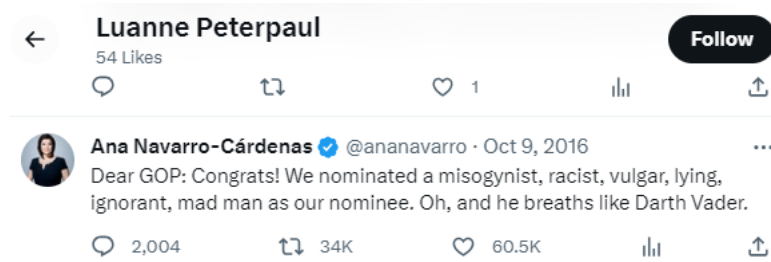 Luanne Peterpaul
Follow
54 Likes
1
Ana Navarro-Cárdenas @ananavarro · Oct 9, 2016
Dear GOP: Congrats! We nominated a misogynist, racist, vulgar, lying,
ignorant, mad man as our nominee. Oh, and he breaths like Darth Vader.
2,004 34K 60.5K